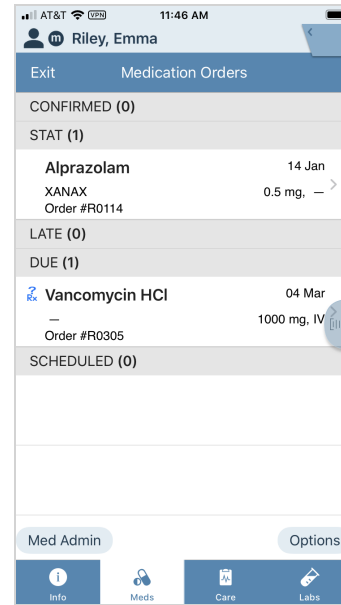 AT&T VPN 11:46 AM
m Riley, Emma
Exit Medication Orders
CONFIRMED (0)
STAT (1)
Alprazolam 14 Jan
XANAX 0.5 mg, —
Order #R0114
LATE (0)
DUE (1)
? Rx Vancomycin HCl 04 Mar
— 1000 mg, IV
Order #R0305
SCHEDULED (0)
Med Admin Options
Info Meds Care Labs